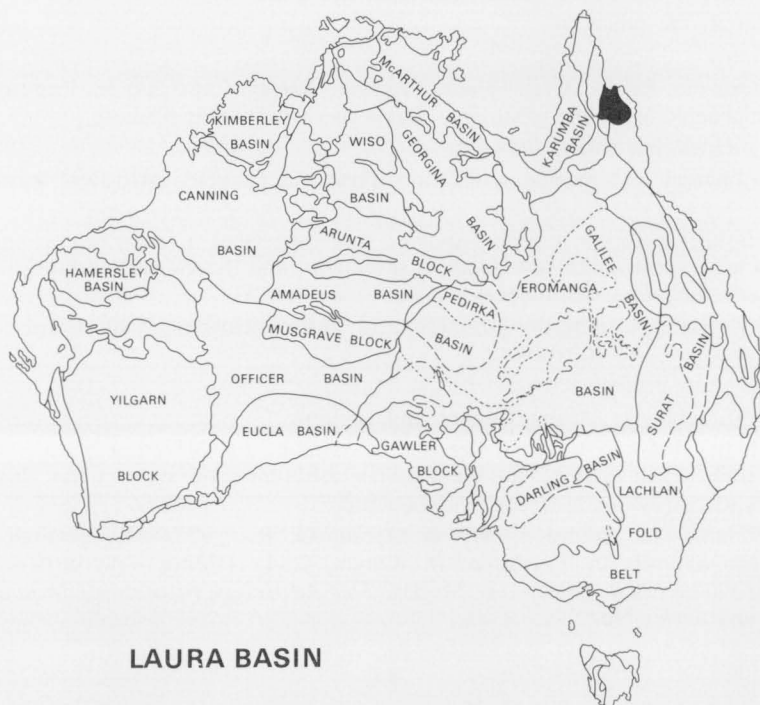 McARTHUR BASIN
KIMBERLEY
BASIN
WISO
BASIN
GEORGINA
BASIN
KARUMBA
BASIN
CANNING
BASIN
ARUNTA
BLOCK
GALILEE
BASIN
HAMERSLEY
BASIN
AMADEUS BASIN
EROMANGA
BASIN
PEDIRKA
BASIN
MUSGRAVE BLOCK
OFFICER BASIN
YILGARN
BLOCK
EUCLA BASIN
GAWLER
BLOCK
SURAT
BASIN
DARLING BASIN
LACHLAN
FOLD
BELT
LAURA BASIN